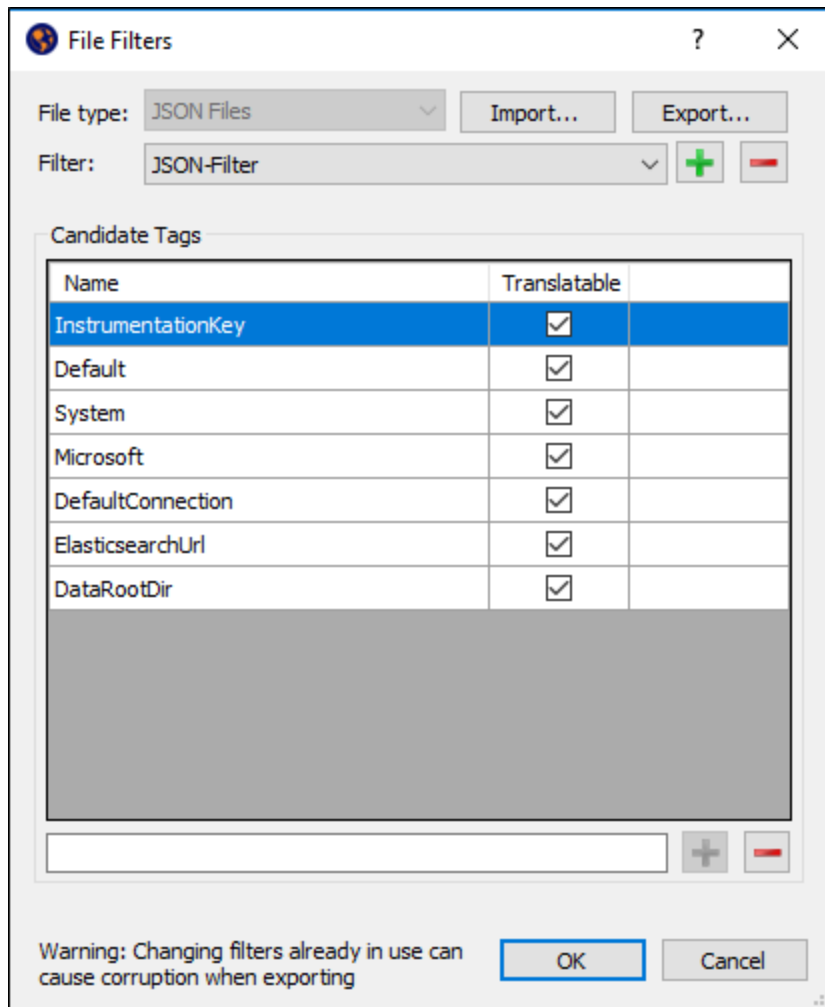 File Filters
?
File type: JSON Files Import... Export...
Filter: JSON-Filter
Candidate Tags
Name Translatable
InstrumentationKey
Default
System
Microsoft
DefaultConnection
ElasticsearchUrl
DataRootDir
Warning: Changing filters already in use can
cause corruption when exporting
OK Cancel